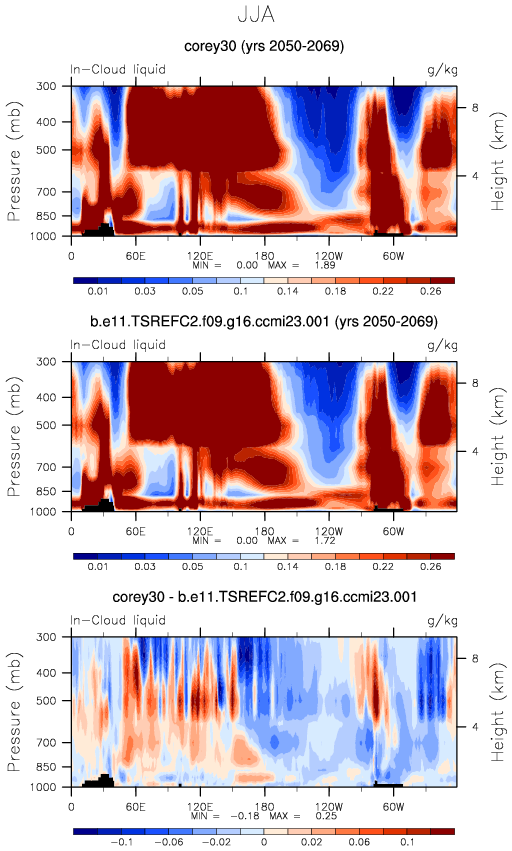 JJA
corey30 (yrs 2050-2069)
In-Cloud liquid g/kg
300
400
500
700
850
1000
Pressure (mb)
8
4
Height (km)
0 60E 120E 180 120W 60W
MIN = 0.00 MAX = 1.89
0.01 0.03 0.05 0.1 0.14 0.18 0.22 0.26
b.e11.TSREFC2.f09.g16.ccmi23.001 (yrs 2050-2069)
In-Cloud liquid g/kg
300
400
500
700
850
1000
Pressure (mb)
8
4
Height (km)
0 60E 120E 180 120W 60W
MIN = 0.00 MAX = 1.72
0.01 0.03 0.05 0.1 0.14 0.18 0.22 0.26
corey30 - b.e11.TSREFC2.f09.g16.ccmi23.001
In-Cloud liquid g/kg
300
400
500
700
850
1000
Pressure (mb)
8
4
Height (km)
0 60E 120E 180 120W 60W
MIN = -0.18 MAX = 0.25
-0.1 -0.06 -0.02 0 0.02 0.06 0.1